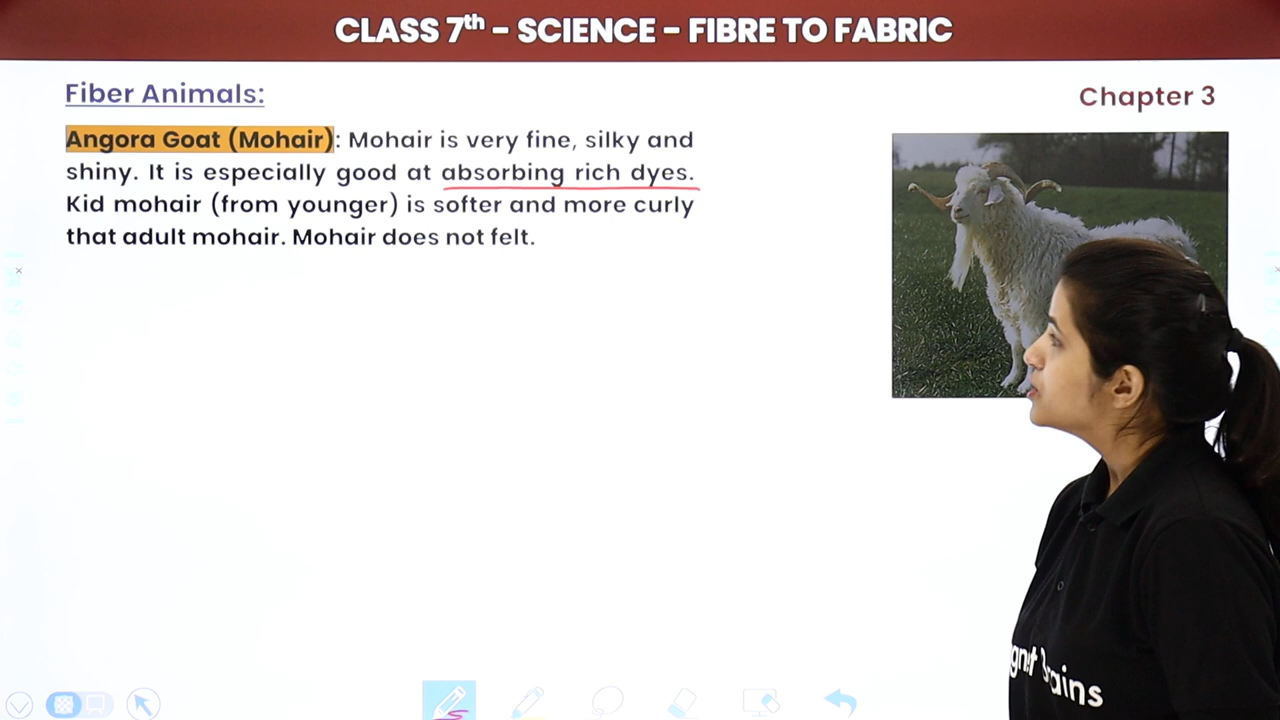 CLASS 7th - SCIENCE - FIBRE TO FABRIC
Fiber Animals:
Chapter 3
Angora Goat (Mohair): Mohair is very fine, silky and
shiny. It is especially good at absorbing rich dyes.
Kid mohair (from younger) is softer and more curly
that adult mohair. Mohair does not felt.
gnet Brains